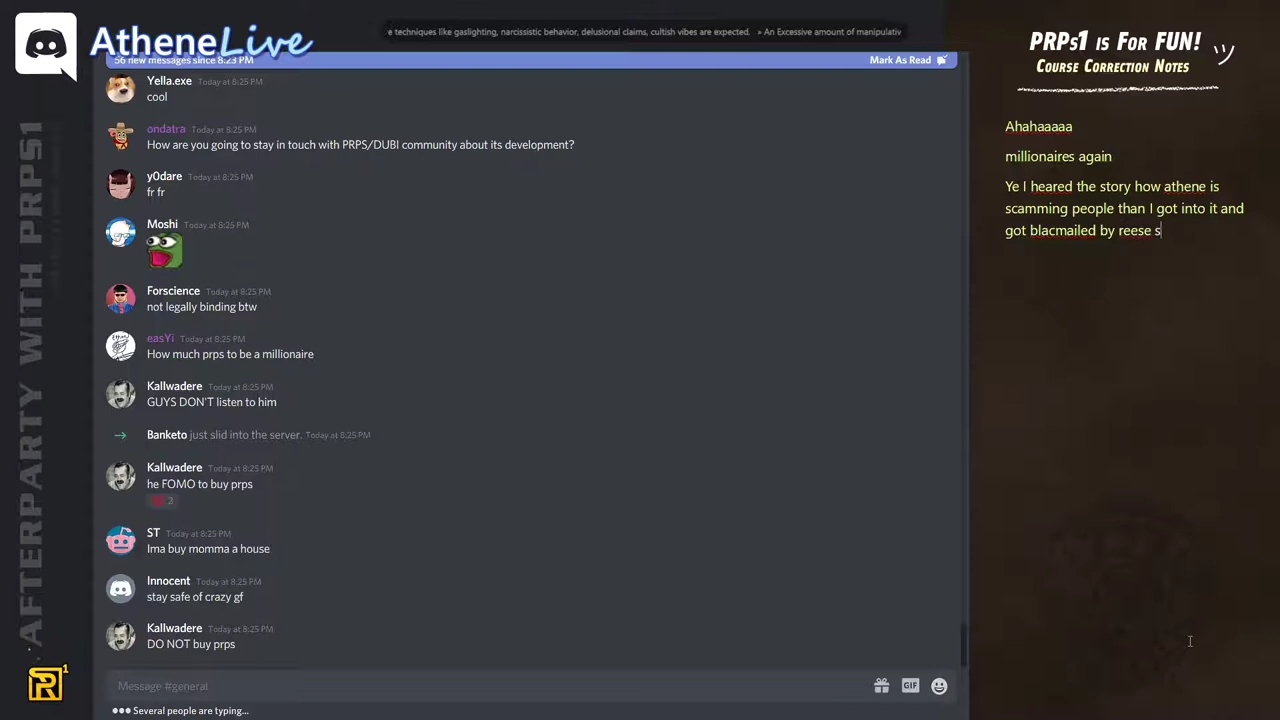 AtheneLive
e techniques like gaslighting, narcissistic behavior, delusional claims, cultish vibes are expected. » An Excessive amount of manipulativ
56 new messages since 8:23 PM Mark As Read
Yella.exe Today at 8:25 PM
cool
ondatra Today at 8:25 PM
How are you going to stay in touch with PRPS/DUBI community about its development?
y0dare Today at 8:25 PM
fr fr
Moshi Today at 8:25 PM
Forscience Today at 8:25 PM
not legally binding btw
easYi Today at 8:25 PM
How much prps to be a millionaire
Kallwadere Today at 8:25 PM
GUYS DON'T listen to him
Banketo just slid into the server. Today at 8:25 PM
Kallwadere Today at 8:25 PM
he FOMO to buy prps
3
ST Today at 8:25 PM
Ima buy momma a house
Innocent Today at 8:25 PM
stay safe of crazy gf
Kallwadere Today at 8:25 PM
DO NOT buy prps
Message #general
GIF
Several people are typing...
AFTERPARTY WITH PRPS1
R1
PRPS1 IS FOR FUN! ツ
COURSE CORRECTION NOTES
Ahahaaaaa
millionaires again
Ye I heared the story how athene is
scamming people than I got into it and
got blacmailed by reese s